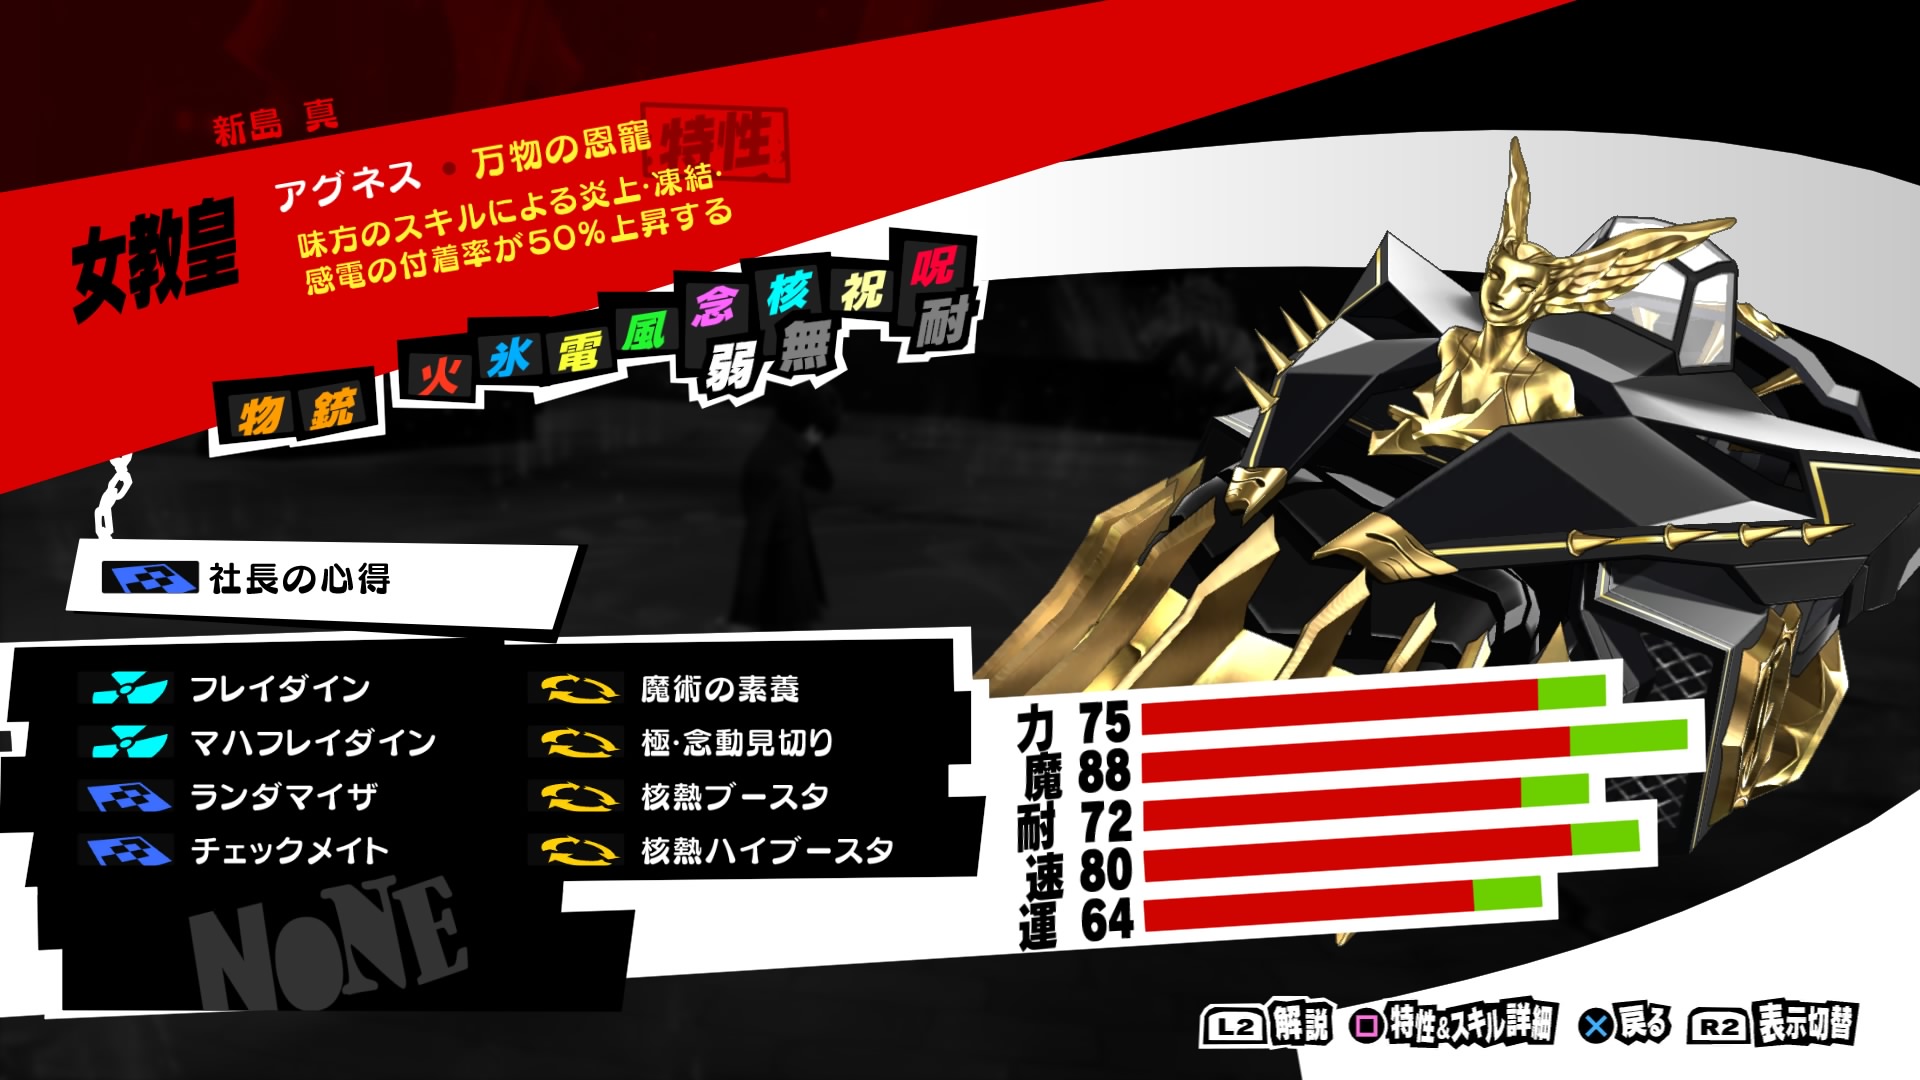 新島 真
特性
女教皇
アグネス・万物の恩寵
味方のスキルによる炎上・凍結・
感電の付着率が50%上昇する
物 銃 火 氷 電 風 念 核 祝 呪
弱 無 耐
社長の心得
フレイダイン
マハフレイダイン
ランダマイザ
チェックメイト
NONE
魔術の素養
極・念動見切り
核熱ブースタ
核熱ハイブースタ
力 75
魔 88
耐 72
速 80
運 64
L2 解説 特性&スキル詳細 戻る R2 表示切替